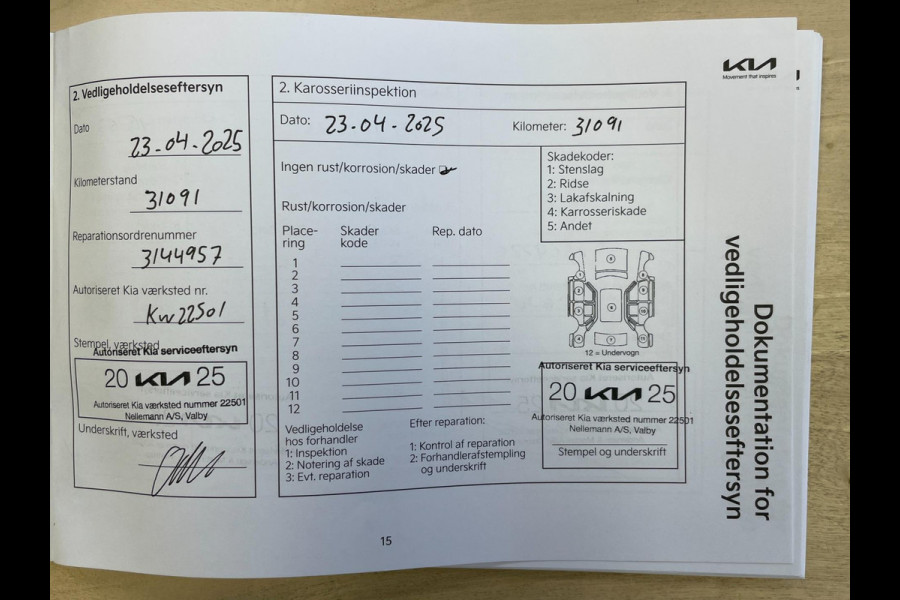 KIA
Movement that inspires
Dokumentation for
vedligeholdelseseftersyn
2. Vedligeholdelseseftersyn
Dato
23-04-2025
Kilometerstand
31091
Reparationsordrenummer
3144957
Autoriseret Kia værksted nr.
KW22501
Stempel, værksted
Autoriseret Kia serviceeftersyn
20 KIA 25
Autoriseret Kia værksted nummer 22501
Nellemann A/S, Valby
Underskrift, værksted
2. Karosseriinspektion
Dato: 23-04-2025 Kilometer: 31091
Ingen rust/korrosion/skader
Skadekoder:
1: Stenslag
2: Ridse
3: Lakafskalning
4: Karrosseriskade
5: Andet
Rust/korrosion/skader
Place- Skader Rep. dato
ring kode
1
2
3
4
5
6
7
8
9
10
11
12
12 = Undervogn
Vedligeholdelse
hos forhandler
1: Inspektion
2: Notering af skade
3: Evt. reparation
Efter reparation:
1: Kontrol af reparation
2: Forhandlerafstempling
og underskrift
Autoriseret Kia serviceeftersyn
20 KIA 25
Autoriseret Kia værksted nummer 22501
Nellemann A/S, Valby
Stempel og underskrift
15